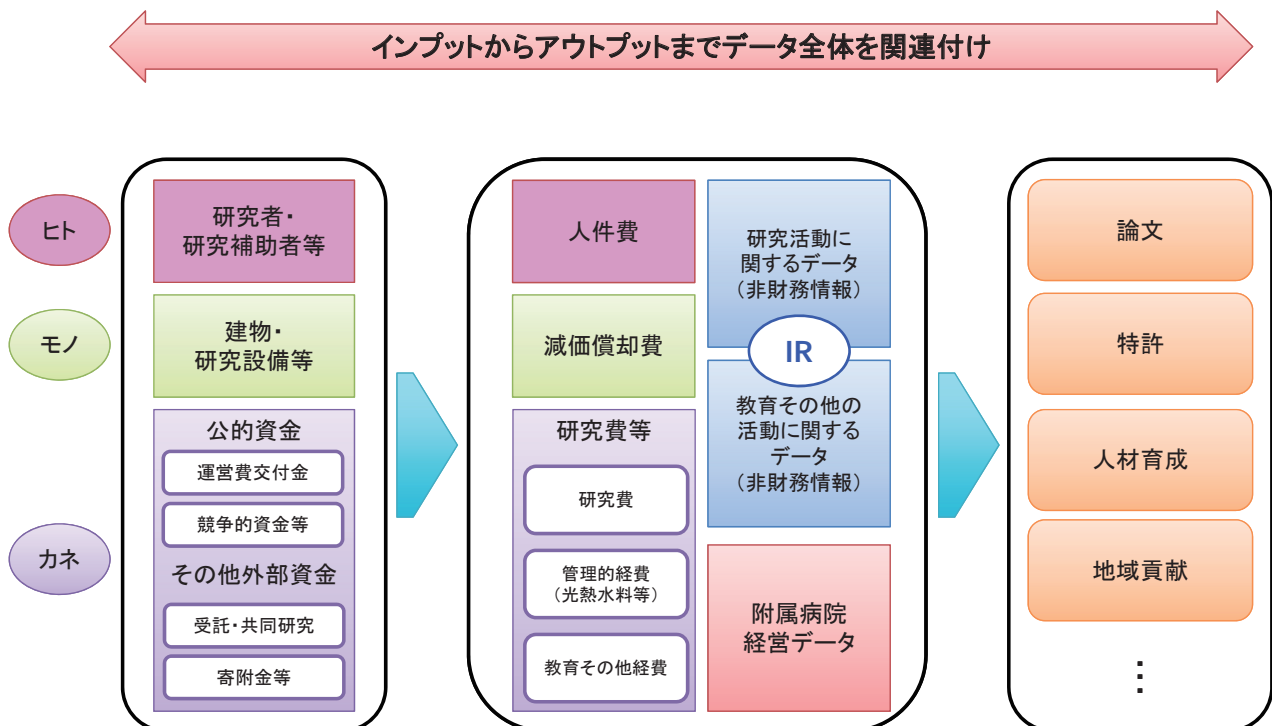 インプットからアウトプットまでデータ全体を関連付け
ヒト
モノ
カネ
研究者・
研究補助者等
建物・
研究設備等
公的資金
運営費交付金
競争的資金等
その他外部資金
受託・共同研究
寄附金等
人件費
減価償却費
研究費等
研究費
管理的経費
(光熱水料等)
教育その他経費
研究活動に
関するデータ
(非財務情報)
IR
教育その他の
活動に関する
データ
(非財務情報)
附属病院
経営データ
論文
特許
人材育成
地域貢献
⋮